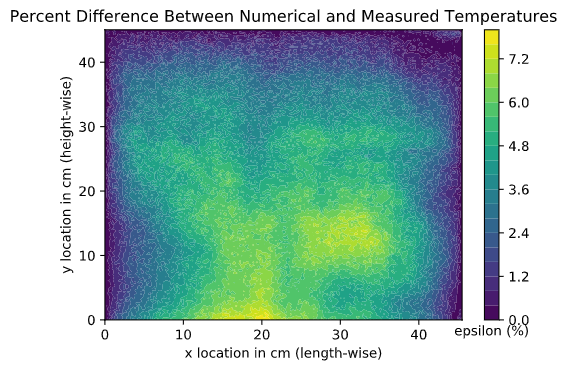 Percent Difference Between Numerical and Measured Temperatures
40
30
20
10
0
y location in cm (height-wise)
0 10 20 30 40
x location in cm (length-wise)
7.2
6.0
4.8
3.6
2.4
1.2
0.0
epsilon (%)